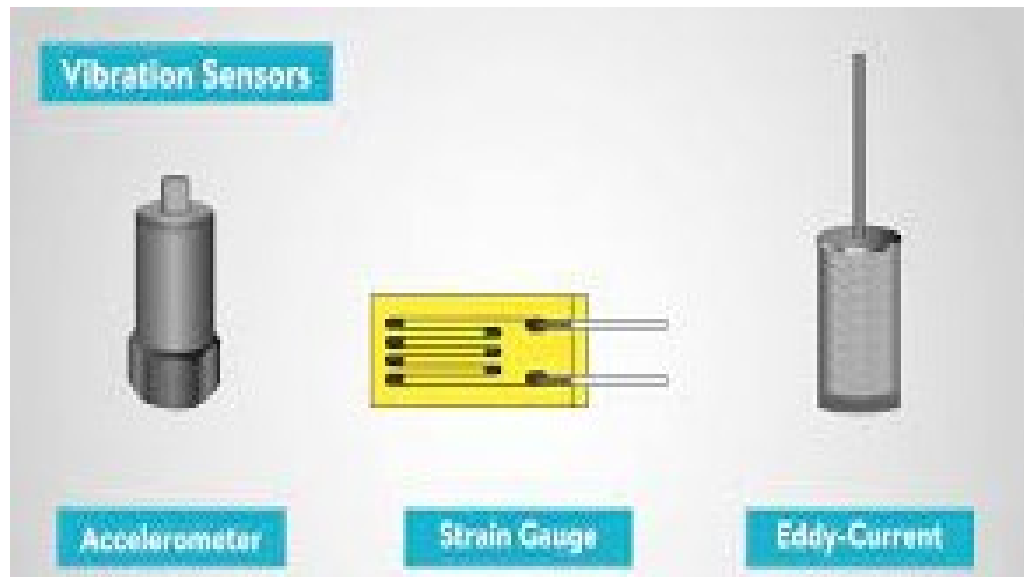 Vibration Sensors
Accelerometer
Strain Gauge
Eddy-Current